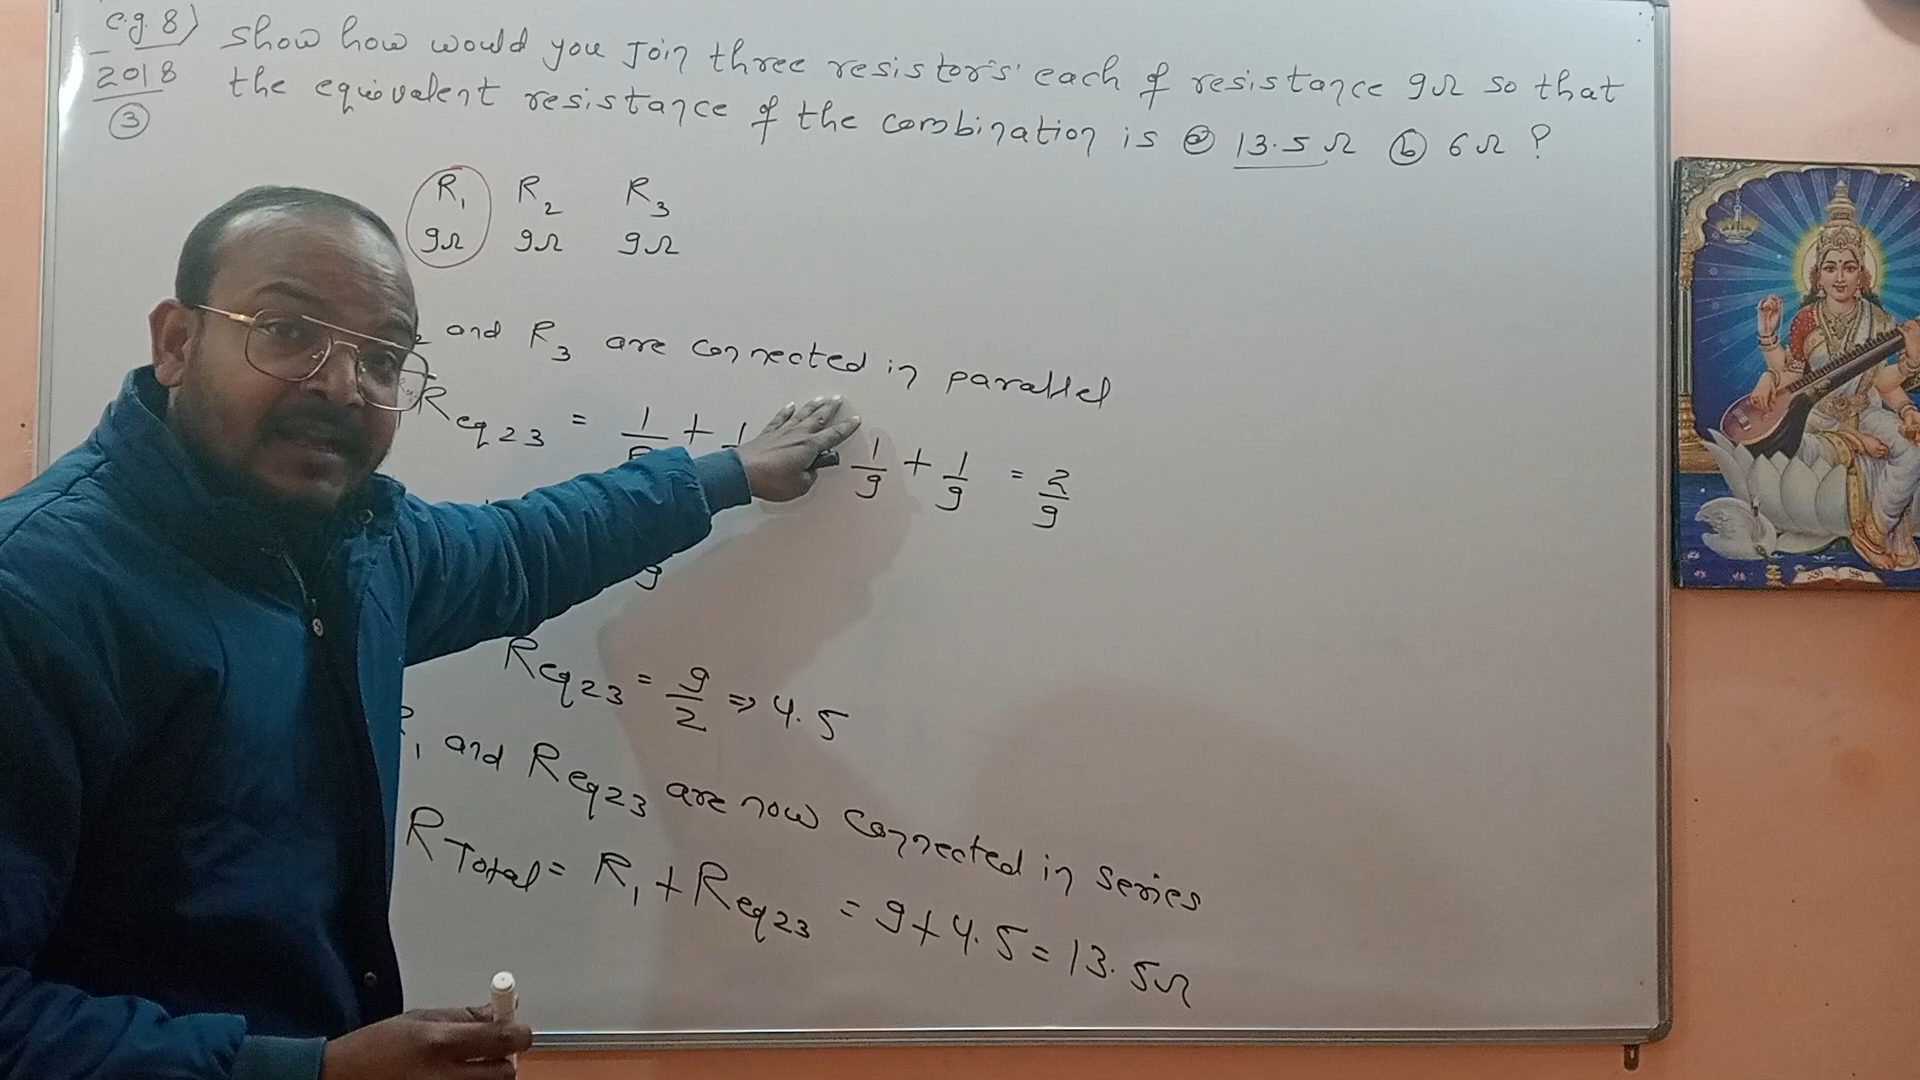 e.g. 8) Show how would you Join three resistors each of resistance 9Ω so that
2018 the equivalent resistance of the combination is ⓐ 13.5 Ω ⓑ 6Ω ?
③
R₁ R₂ R₃
9Ω 9Ω 9Ω
and R₃ are connected in parallel
Req23 = 1/ + 1/ 1/9 + 1/9 = 2/9
9
Req23 = 9/2 => 4.5
R₁ and Req23 are now connected in series
RTotal = R₁ + Req23 = 9 + 4.5 = 13.5Ω